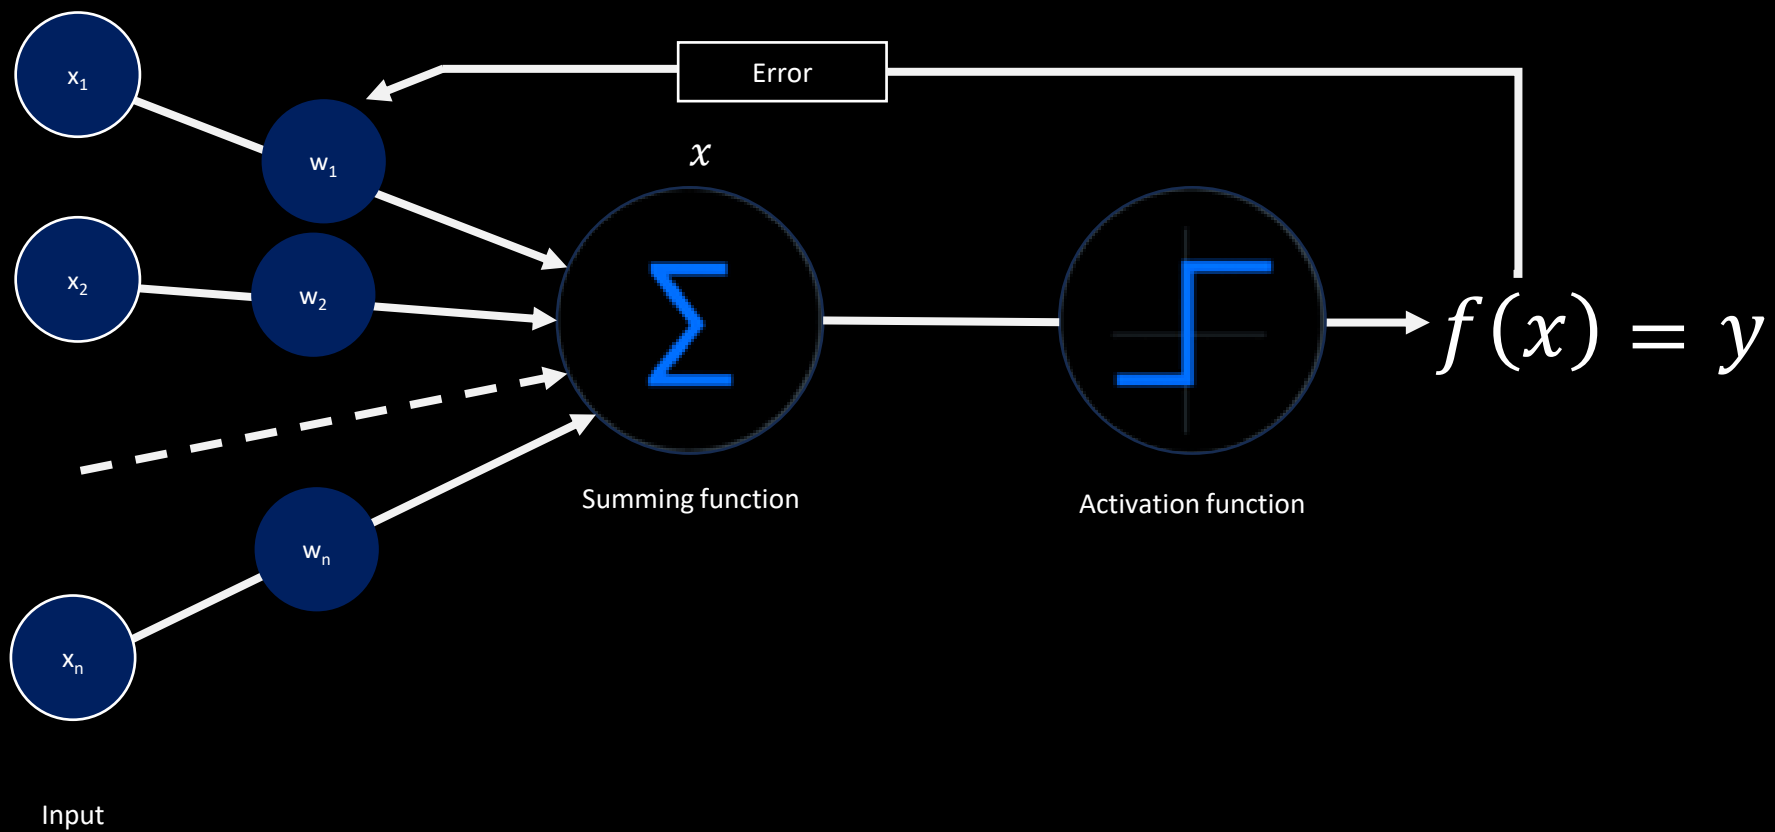 x₁
Error
w₁
x
x₂
w₂
∑
f(x) = y
Summing function
Activation function
wₙ
xₙ
Input